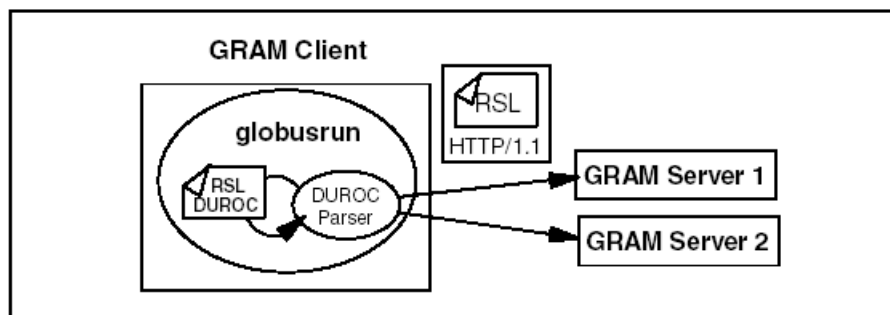 GRAM Client
globusrun
RSL
DUROC
DUROC
Parser
RSL
HTTP/1.1
GRAM Server 1
GRAM Server 2